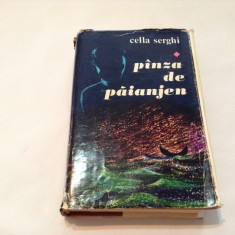 cella serghi
pînza
de
păianjen